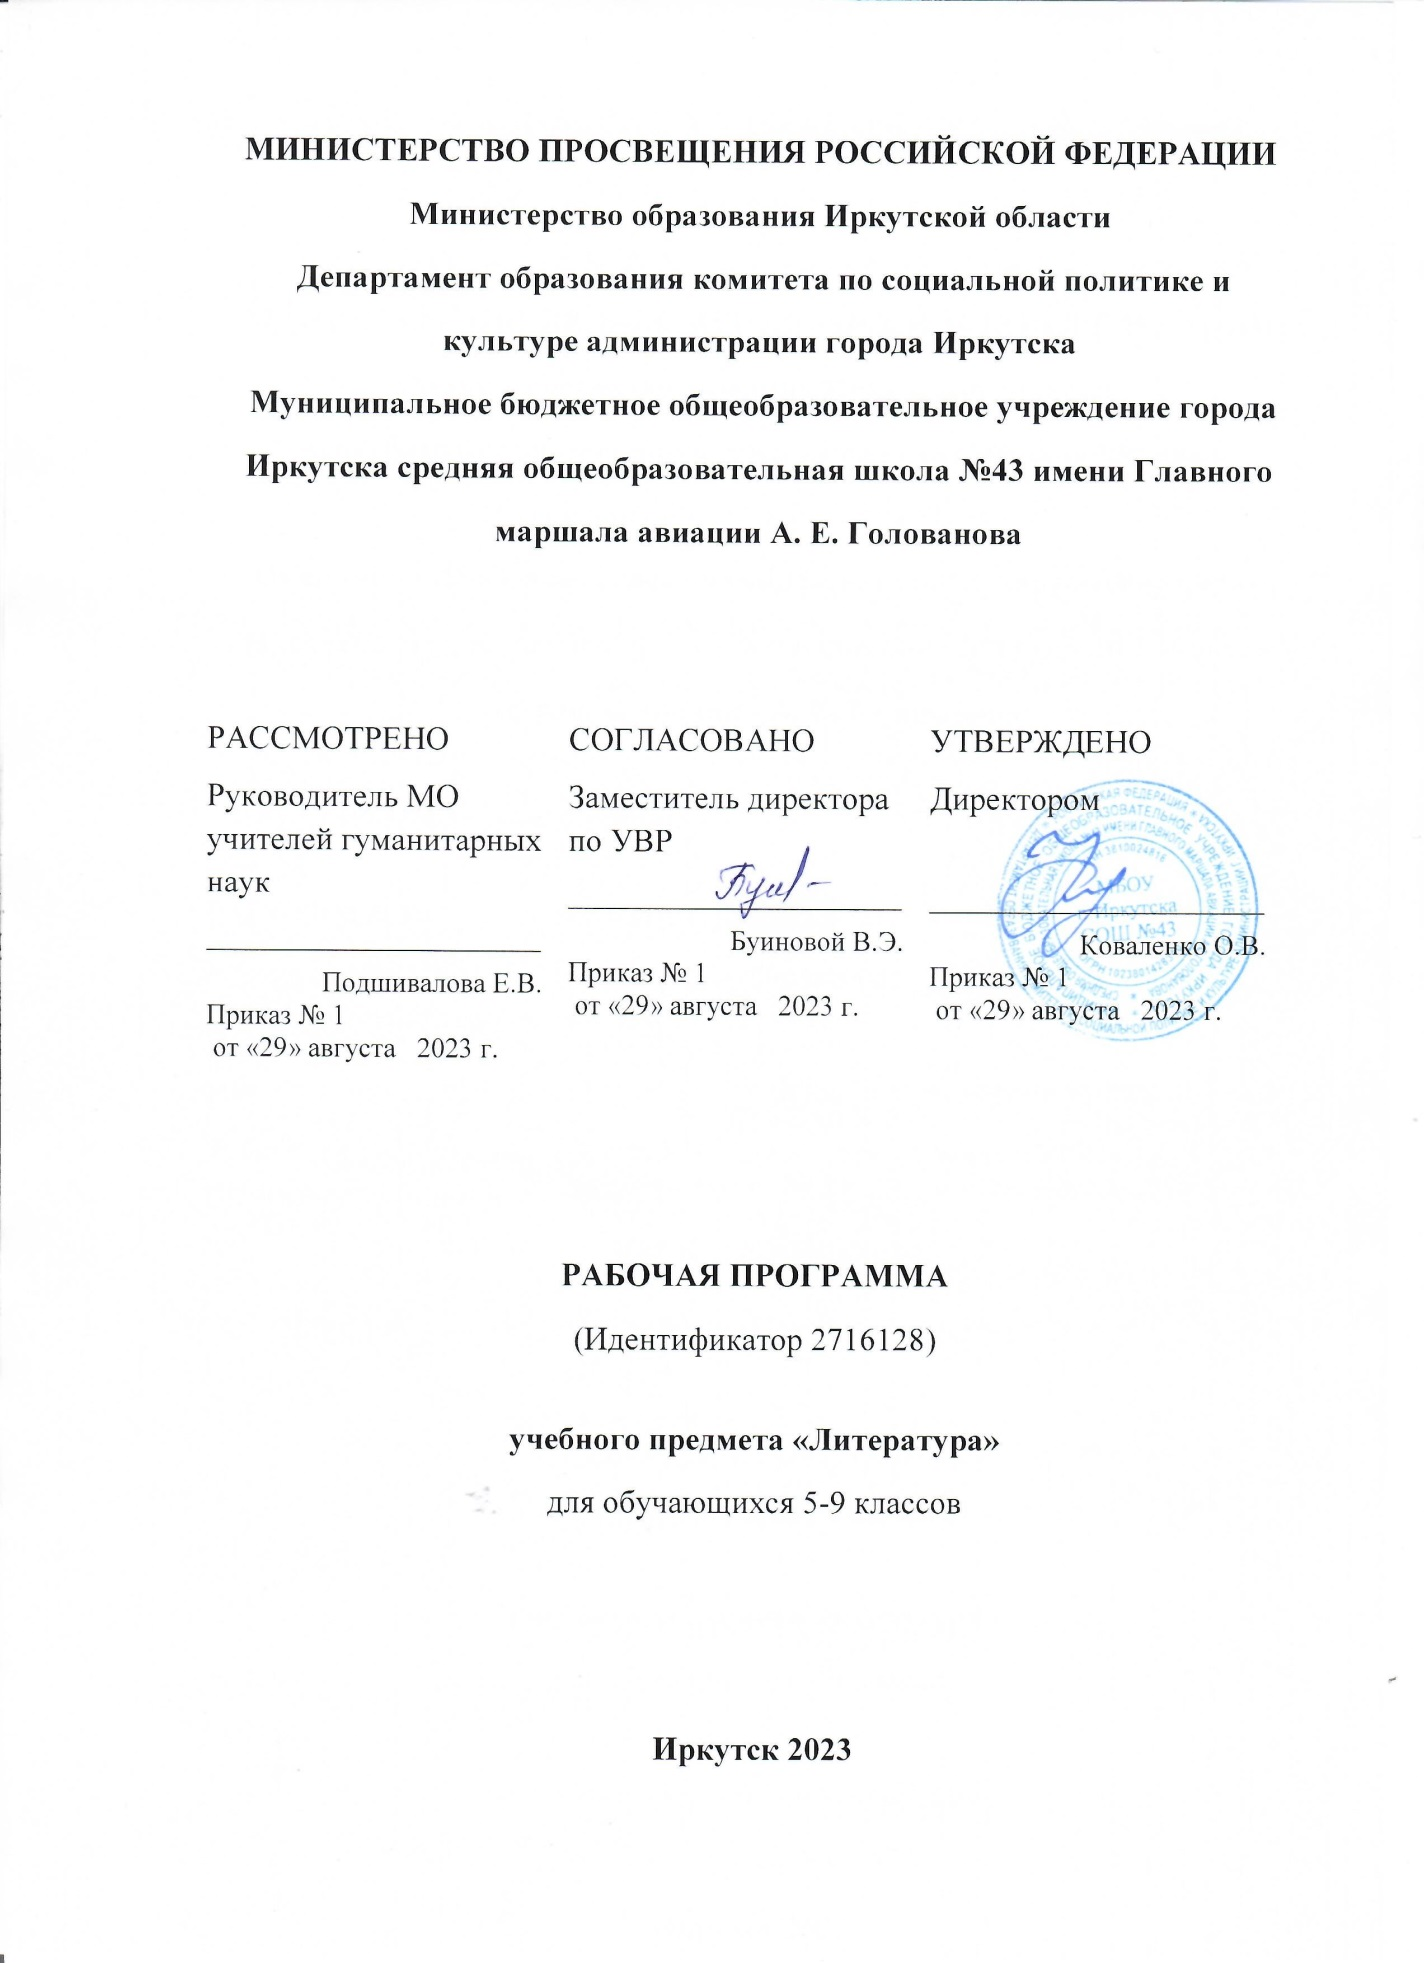 МИНИСТЕРСТВО ПРОСВЕЩЕНИЯ РОССИЙСКОЙ ФЕДЕРАЦИИ
Министерство образования Иркутской области
Департамент образования комитета по социальной политике и
культуре администрации города Иркутска
Муниципальное бюджетное общеобразовательное учреждение города
Иркутска средняя общеобразовательная школа №43 имени Главного
маршала авиации А. Е. Голованова
РАССМОТРЕНО
Руководитель МО
учителей гуманитарных
наук
Подшивалова Е.В.
Приказ № 1
от «29» августа 2023 г.
СОГЛАСОВАНО
Заместитель директора
по УВР
Буиновой В.Э.
Приказ № 1
от «29» августа 2023 г.
УТВЕРЖДЕНО
Директором
МБОУ
г. Иркутска
СОШ №43
Коваленко О.В.
Приказ № 1
от «29» августа 2023 г.
РАБОЧАЯ ПРОГРАММА
(Идентификатор 2716128)
учебного предмета «Литература»
для обучающихся 5-9 классов
Иркутск 2023